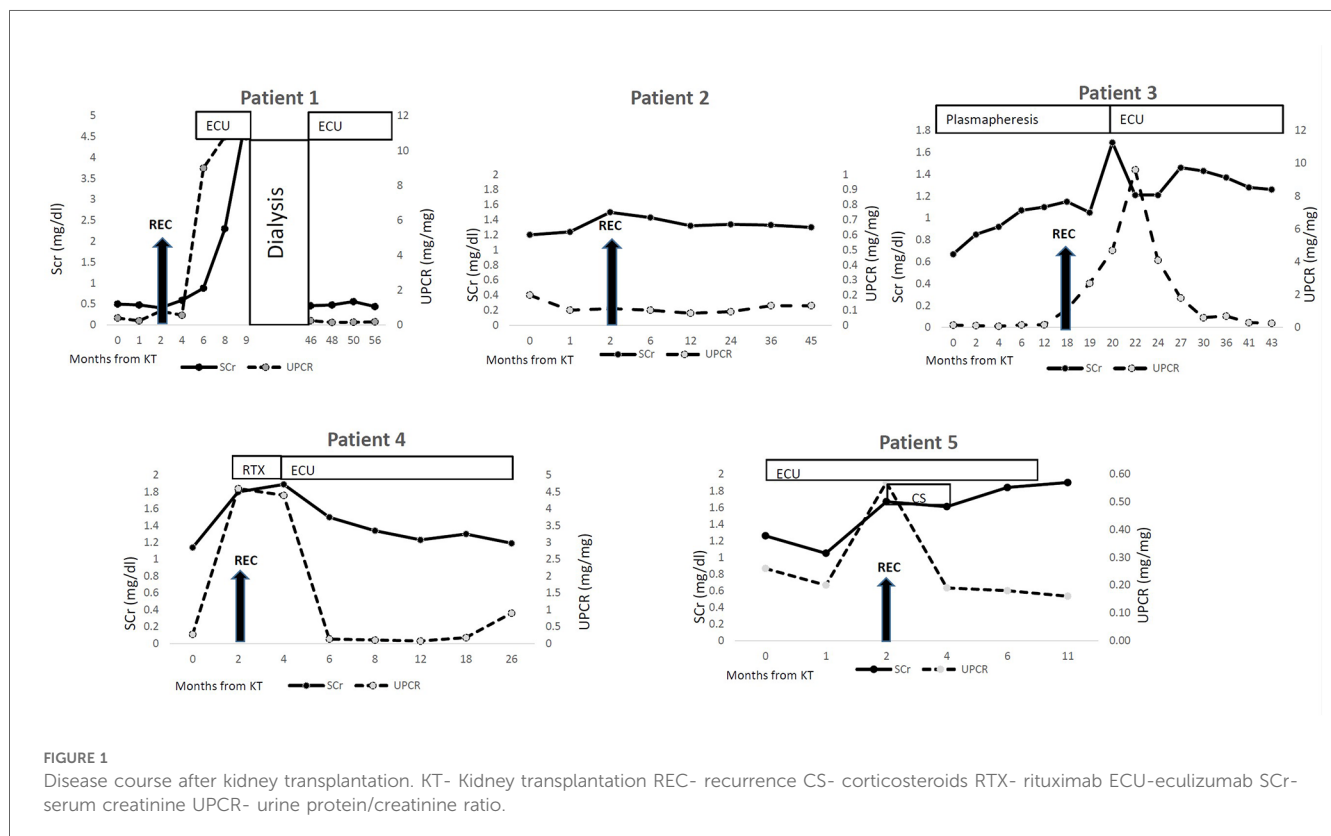 Patient 1
ECU
ECU
5
4.5
4
3.5
3
2.5
2
1.5
1
0.5
0
Scr (mg/dl)
REC
Dialysis
12
10
8
6
4
2
0
UPCR (mg/mg)
0 1 2 4 6 8 9 46 48 50 56
Months from KT
SCr UPCR
Patient 2
2
1.8
1.6
1.4
1.2
1
0.8
0.6
0.4
0.2
0
SCr (mg/dl)
REC
1
0.9
0.8
0.7
0.6
0.5
0.4
0.3
0.2
0.1
0
UPCR (mg/mg)
0 1 2 6 12 24 36 45
Months from KT
SCr UPCR
Patient 3
Plasmapheresis ECU
1.8
1.6
1.4
1.2
1
0.8
0.6
0.4
0.2
0
Scr (mg/dl)
REC
12
10
8
6
4
2
0
UPCR (mg/mg)
0 2 4 6 12 18 19 20 22 24 27 30 36 41 43
Months from KT
SCr UPCR
Patient 4
RTX ECU
2
1.8
1.6
1.4
1.2
1
0.8
0.6
0.4
0.2
0
SCr (mg/dl)
REC
5
4.5
4
3.5
3
2.5
2
1.5
1
0.5
0
UPCR (mg/mg)
0 2 4 6 8 12 18 26
Months from KT
SCr UPCR
Patient 5
ECU
CS
2
1.8
1.6
1.4
1.2
1
0.8
0.6
0.4
0.2
0
SCr (mg/dl)
REC
0.60
0.50
0.40
0.30
0.20
0.10
0.00
UPCR (mg/mg)
0 1 2 4 6 11
Months from KT
SCr UPCR
FIGURE 1
Disease course after kidney transplantation. KT- Kidney transplantation REC- recurrence CS- corticosteroids RTX- rituximab ECU-eculizumab SCr-
serum creatinine UPCR- urine protein/creatinine ratio.